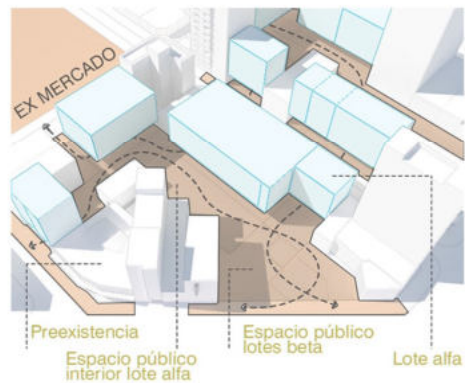 EX MERCADO
Preexistencia
Espacio público
interior lote alfa
Espacio público
lotes beta
Lote alfa